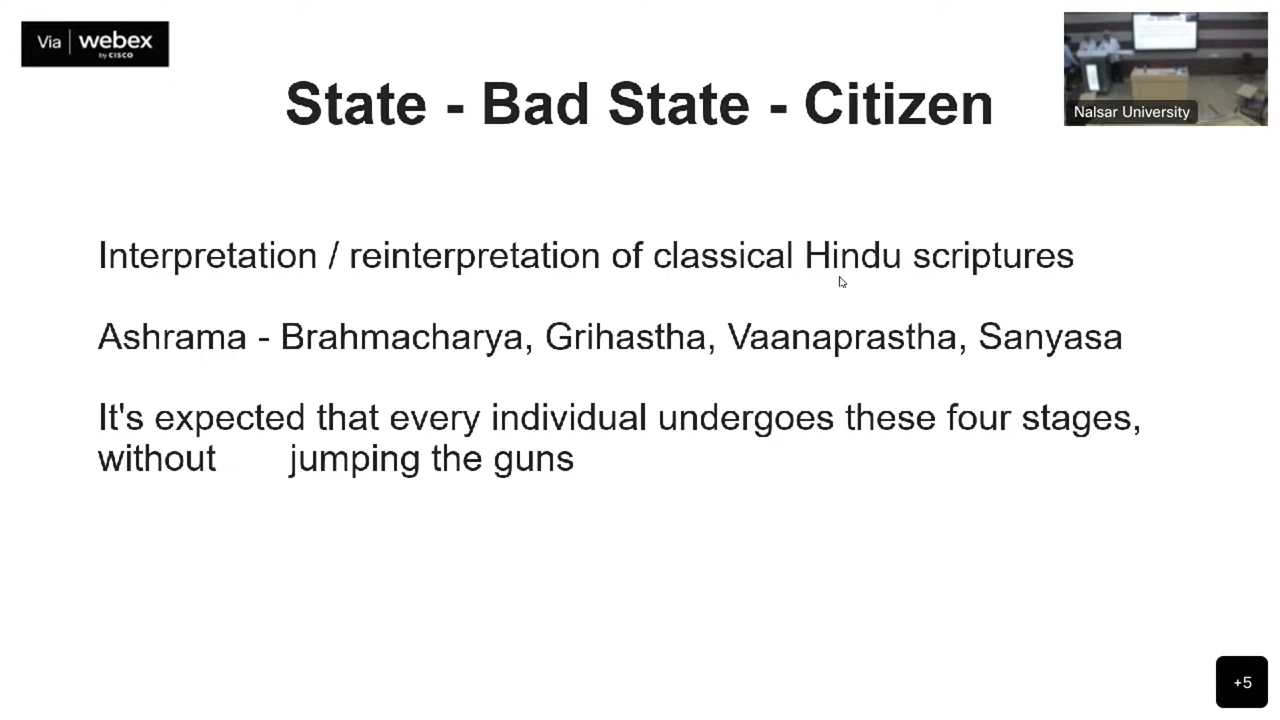 Via webex
by CISCO
State - Bad State - Citizen
Nalsar University
Interpretation / reinterpretation of classical Hindu scriptures
Ashrama - Brahmacharya, Grihastha, Vaanaprastha, Sanyasa
It's expected that every individual undergoes these four stages,
without jumping the guns
+5